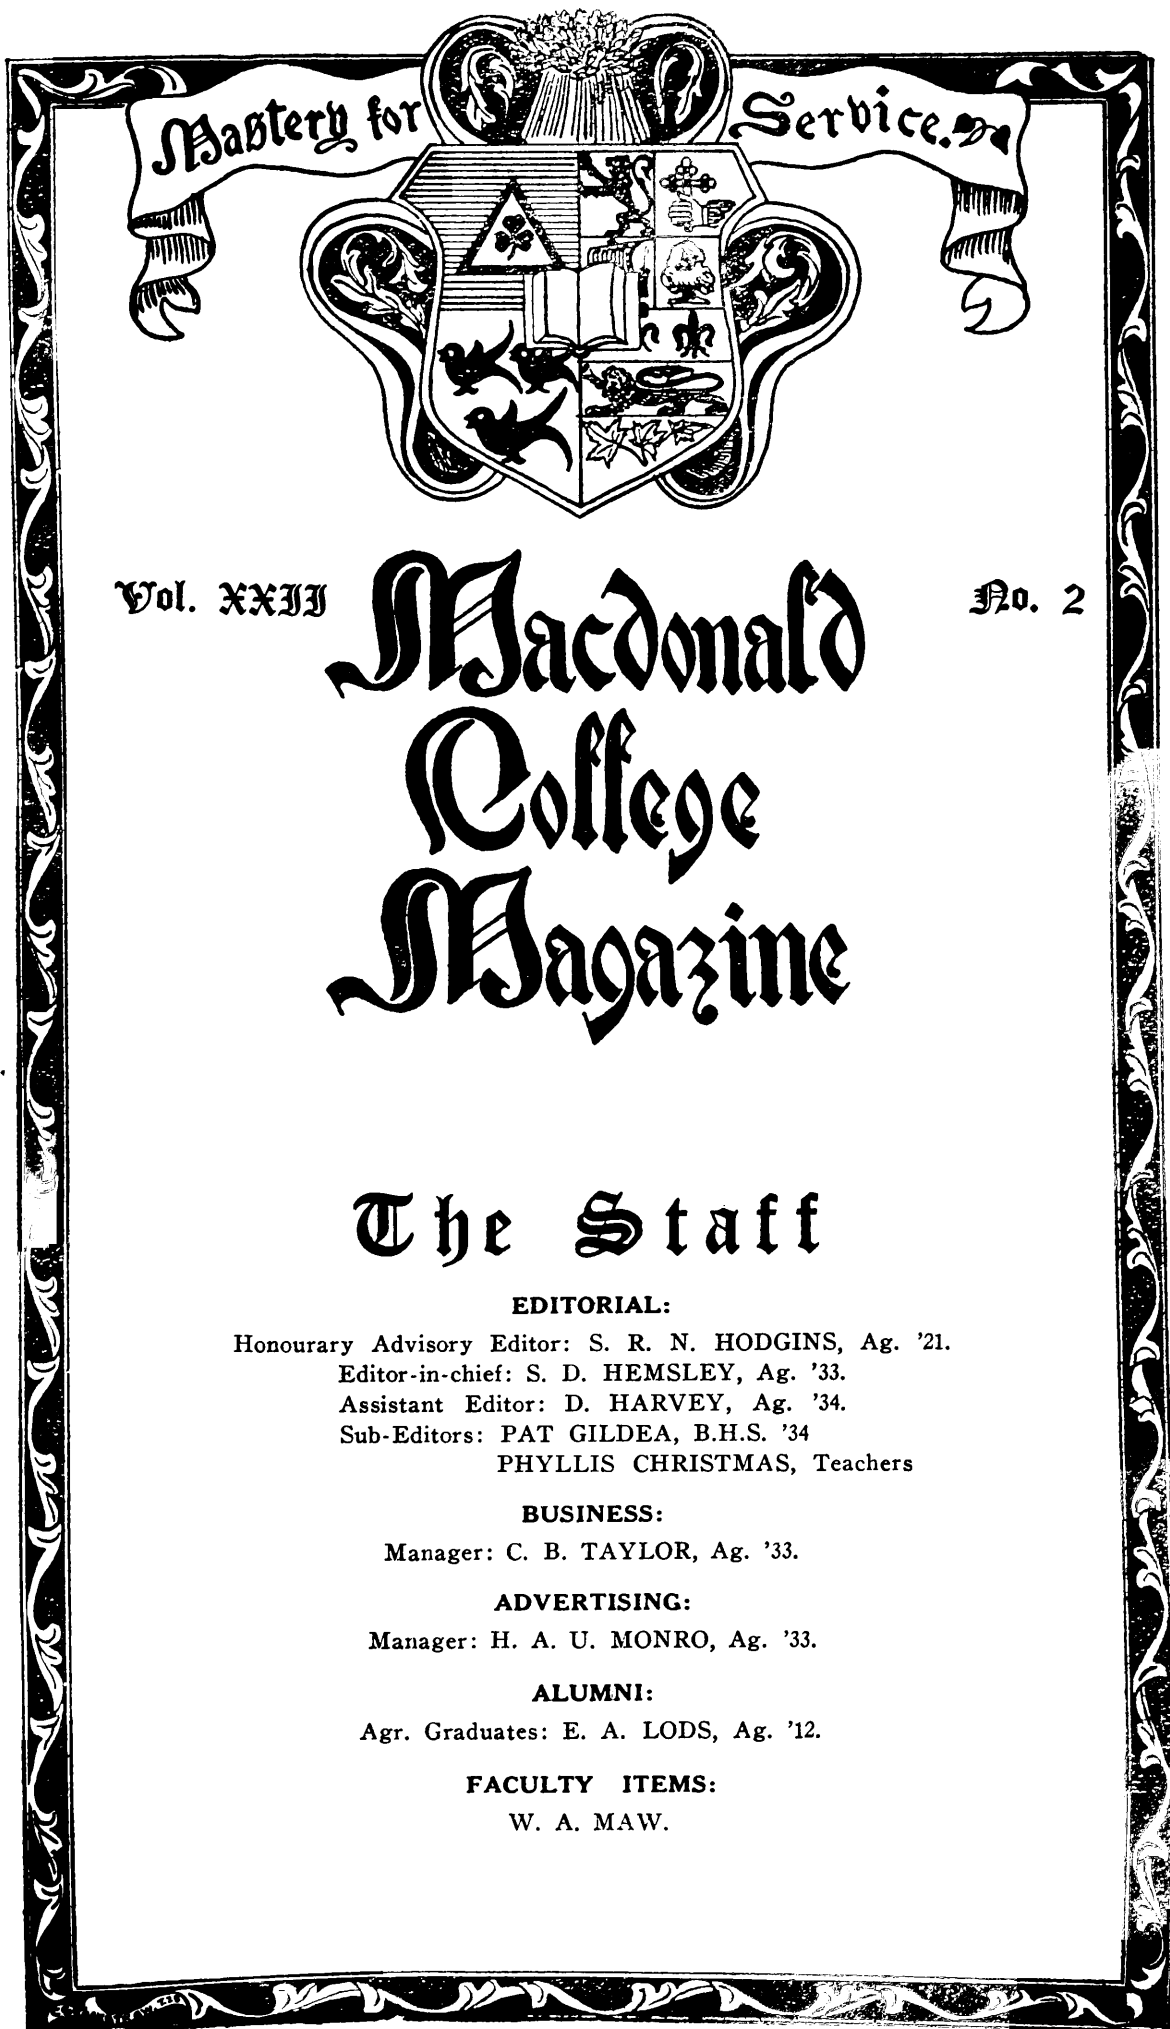 Mastery for Service.
Vol. XXII
No. 2
Macdonald
College
Magazine
The Staff
EDITORIAL:
Honourary Advisory Editor: S. R. N. HODGINS, Ag. '21.
Editor-in-chief: S. D. HEMSLEY, Ag. '33.
Assistant Editor: D. HARVEY, Ag. '34.
Sub-Editors: PAT GILDEA, B.H.S. '34
PHYLLIS CHRISTMAS, Teachers
BUSINESS:
Manager: C. B. TAYLOR, Ag. '33.
ADVERTISING:
Manager: H. A. U. MONRO, Ag. '33.
ALUMNI:
Agr. Graduates: E. A. LODS, Ag. '12.
FACULTY ITEMS:
W. A. MAW.